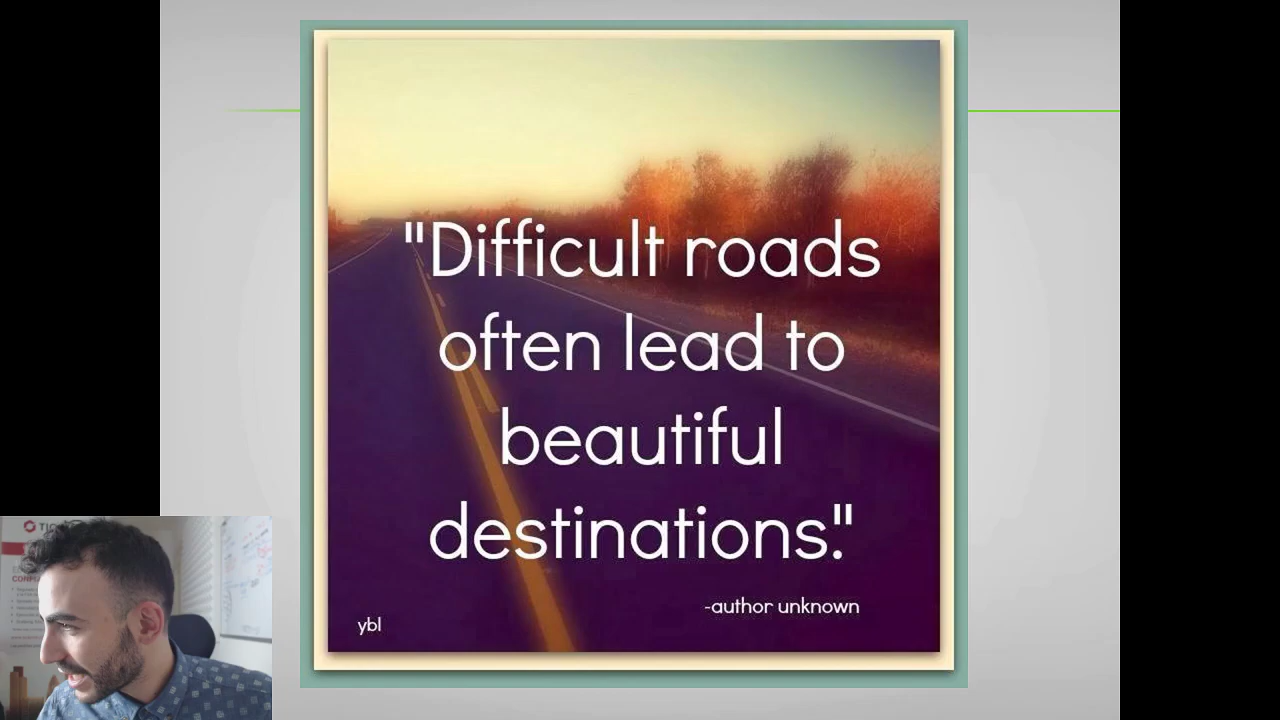 "Difficult roads
often lead to
beautiful
destinations."
-author unknown
ybl